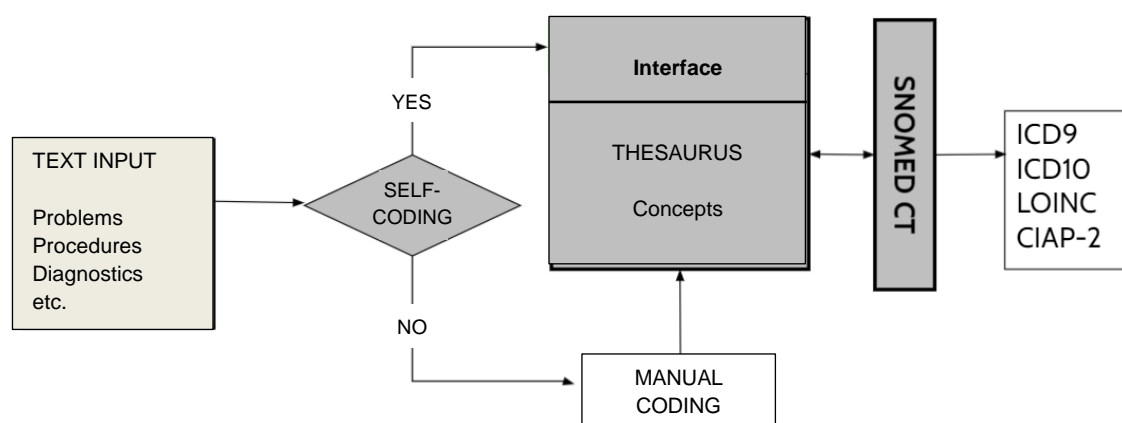 TEXT INPUT
Problems
Procedures
Diagnostics
etc.
SELF-
CODING
YES
NO
MANUAL
CODING
Interface
THESAURUS
Concepts
SNOMED CT
ICD9
ICD10
LOINC
CIAP-2